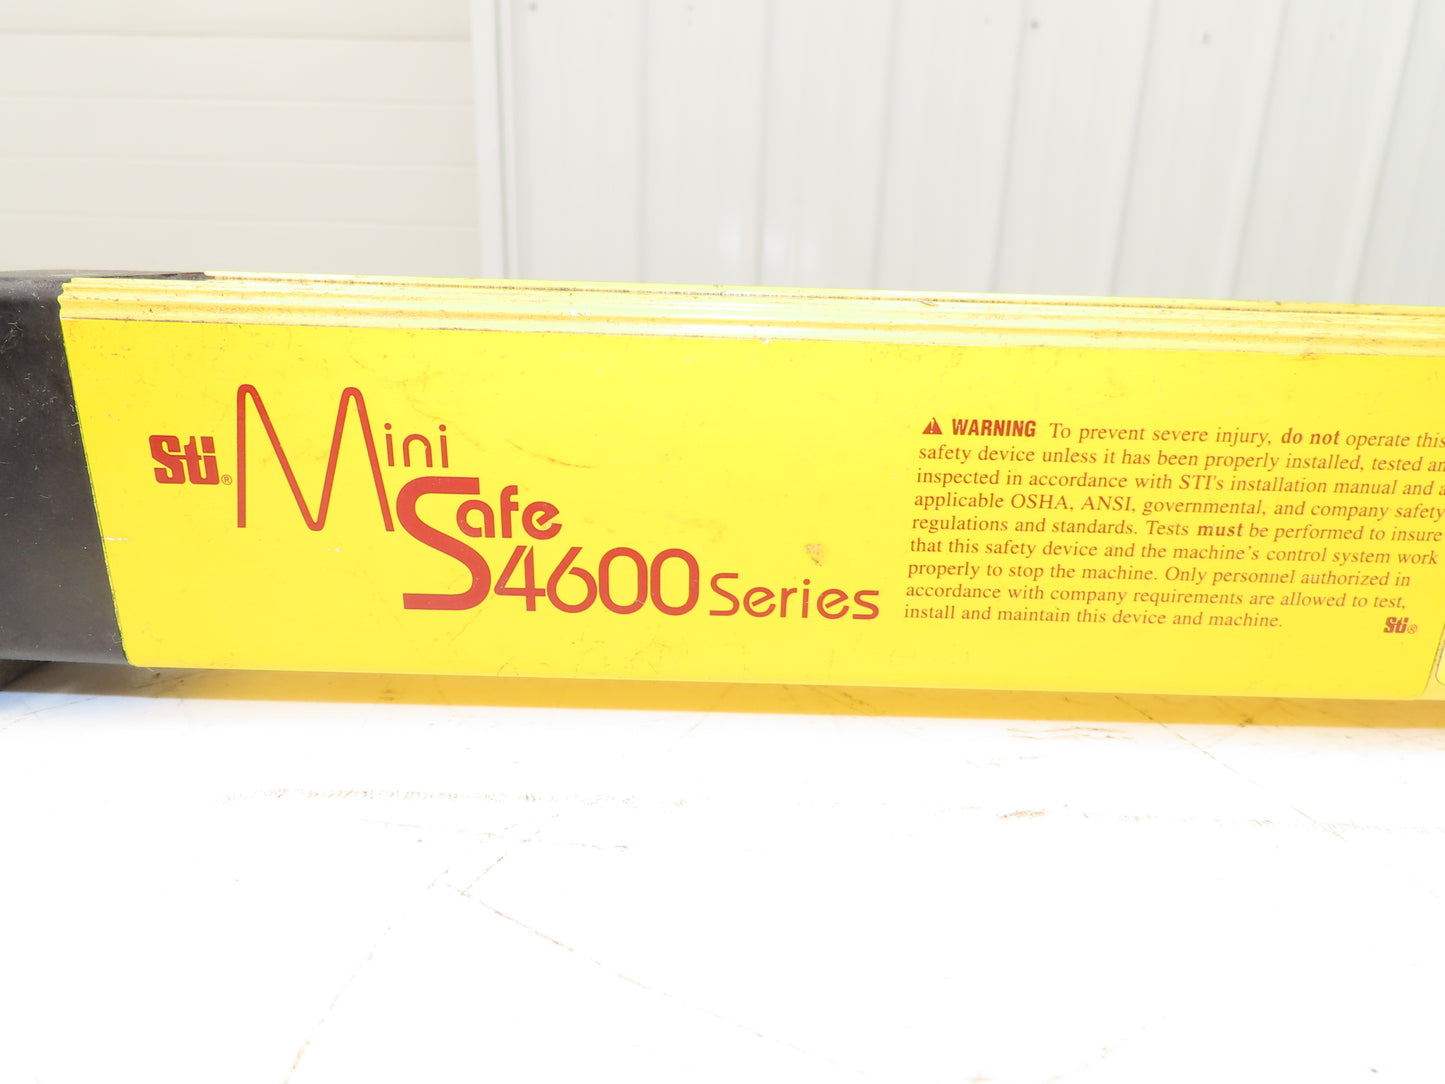 Sti®
Mini
Safe
4600 Series
⚠ WARNING To prevent severe injury, do not operate this
safety device unless it has been properly installed, tested
inspected in accordance with STI's installation manual and
applicable OSHA, ANSI, governmental, and company safety
regulations and standards. Tests must be performed to insure
that this safety device and the machine's control system work
properly to stop the machine. Only personnel authorized in
accordance with company requirements are allowed to test,
install and maintain this device and machine.
Sti®